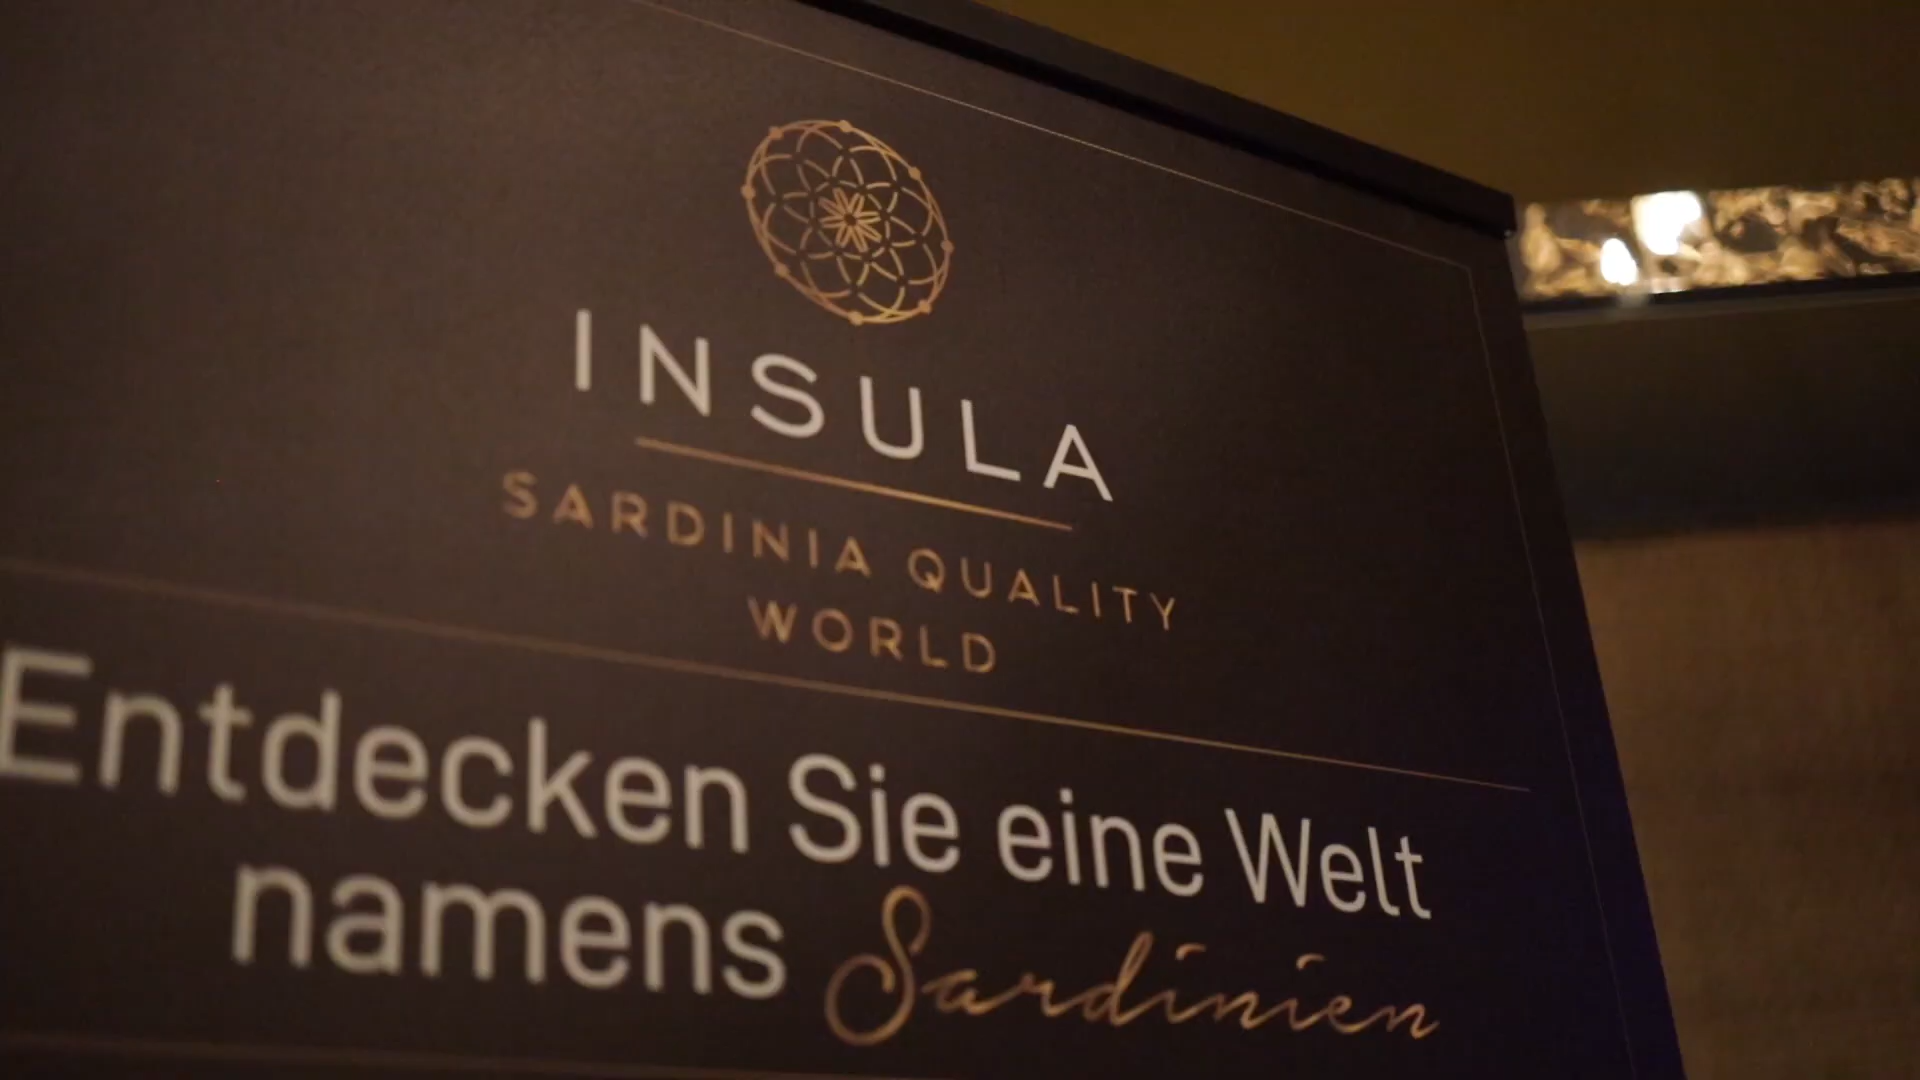 INSULA
SARDINIA QUALITY
WORLD
Entdecken Sie eine Welt
namens Sardinien